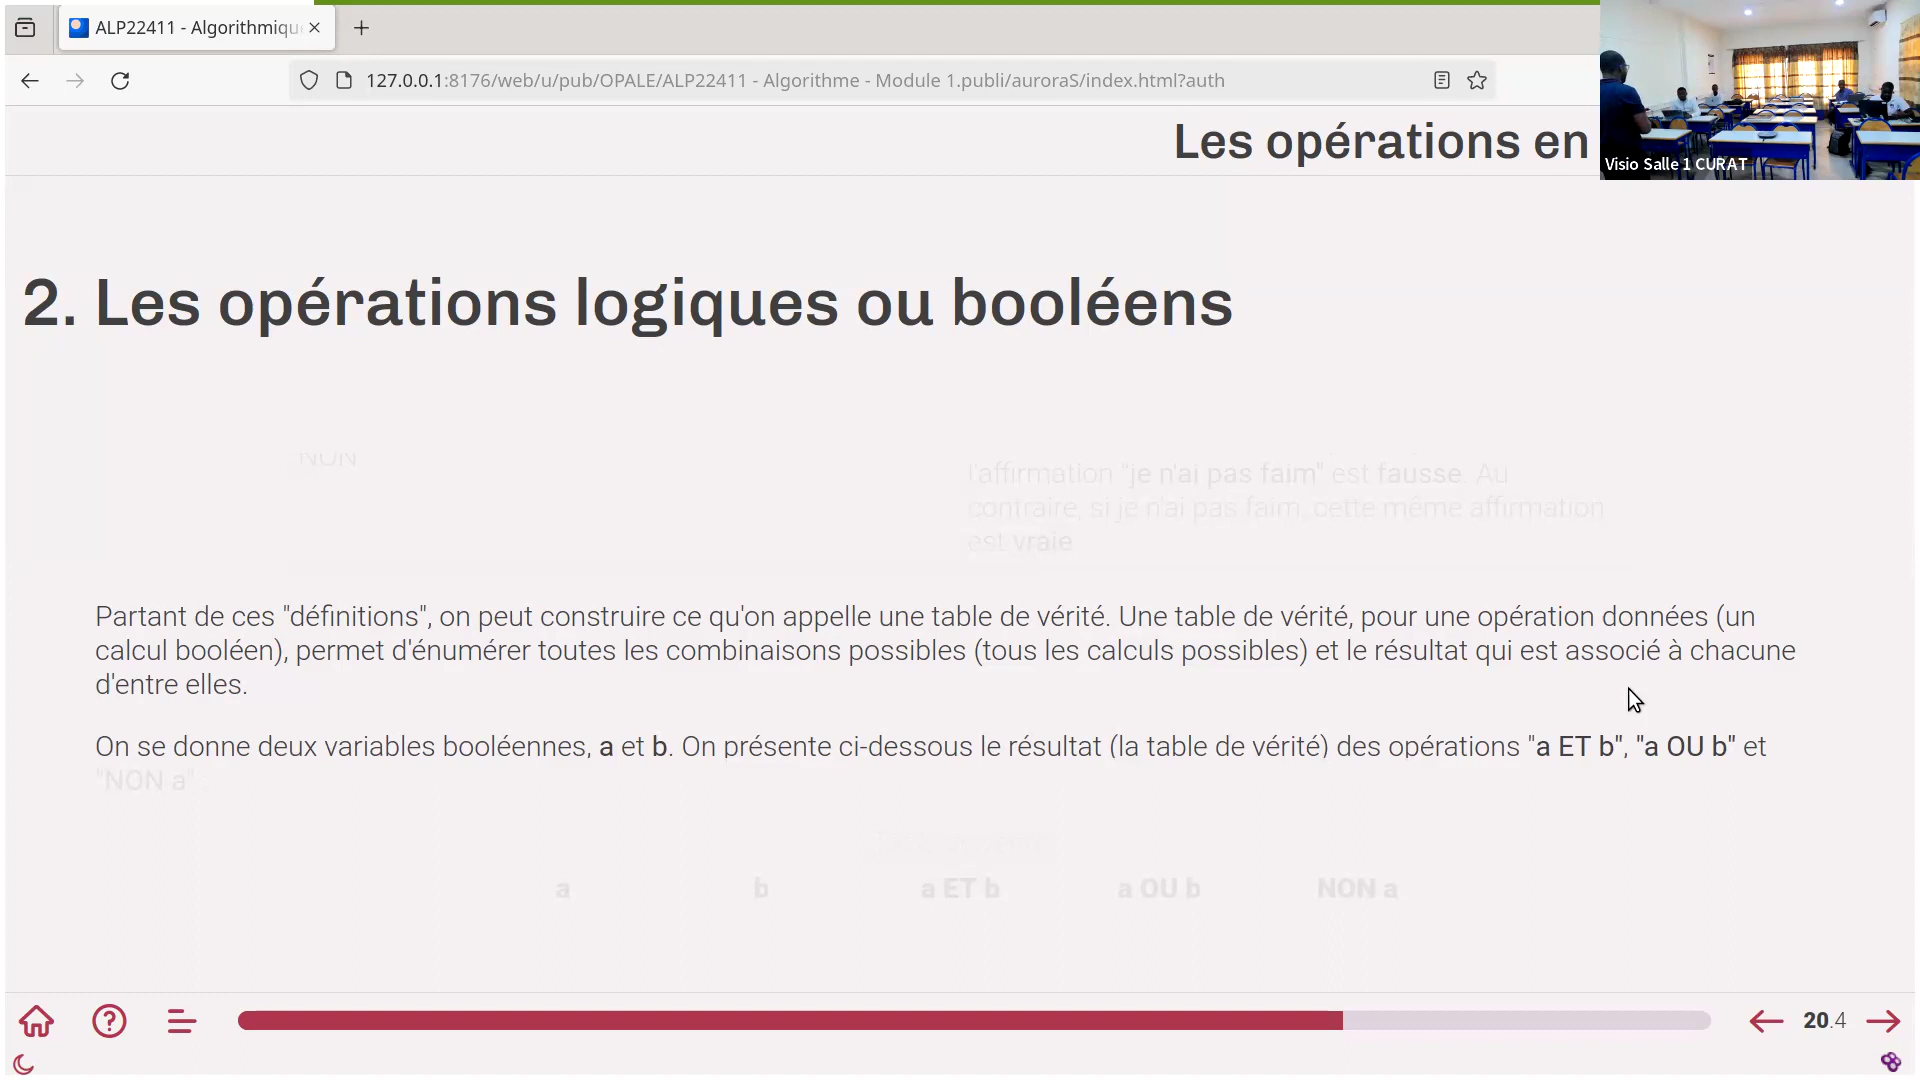 ALP22411 - Algorithmiqu
127.0.0.1:8176/web/u/pub/OPALE/ALP22411 - Algorithme - Module 1.publi/auroraS/index.html?auth
Visio Salle 1 CURAT
Les opérations en
2. Les opérations logiques ou booléens
NON
l'affirmation "je n'ai pas faim" est fausse. Au
contraire, si je n'ai pas faim, cette même affirmation
est vraie
Partant de ces "définitions", on peut construire ce qu'on appelle une table de vérité. Une table de vérité, pour une opération données (un
calcul booléen), permet d'énumérer toutes les combinaisons possibles (tous les calculs possibles) et le résultat qui est associé à chacune
d'entre elles.
On se donne deux variables booléennes, a et b. On présente ci-dessous le résultat (la table de vérité) des opérations "a ET b", "a OU b" et
"NON a".
a b a ET b a OU b NON a
20.4